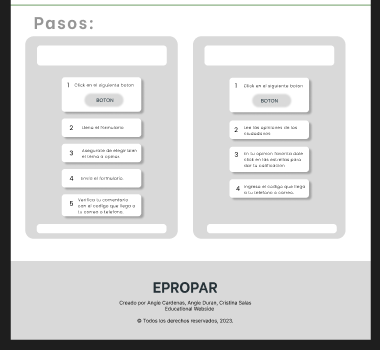 Pasos:
1 Click en el siguiente boton
BOTON
2 Llena el formulario
3 Asegurate de elegir bien
el tema a opinar
4 Envia el formulario
5 Verifica tu comentario
con el codigo que llego a
tu correo o telefono.
1 Click en el siguiente boton
BOTON
2 Lee las opiniones de los
ciudadanos
3 En tu opinion favorita dale
click en las estrellas para
dar tu calificacion
4 Ingresa el codigo que llega
a tu telefono o correo.
EPROPAR
Creado por Angie Cardenas, Angie Duran, Cristina Salas
Educational Website
© Todos los derechos reservados, 2023.